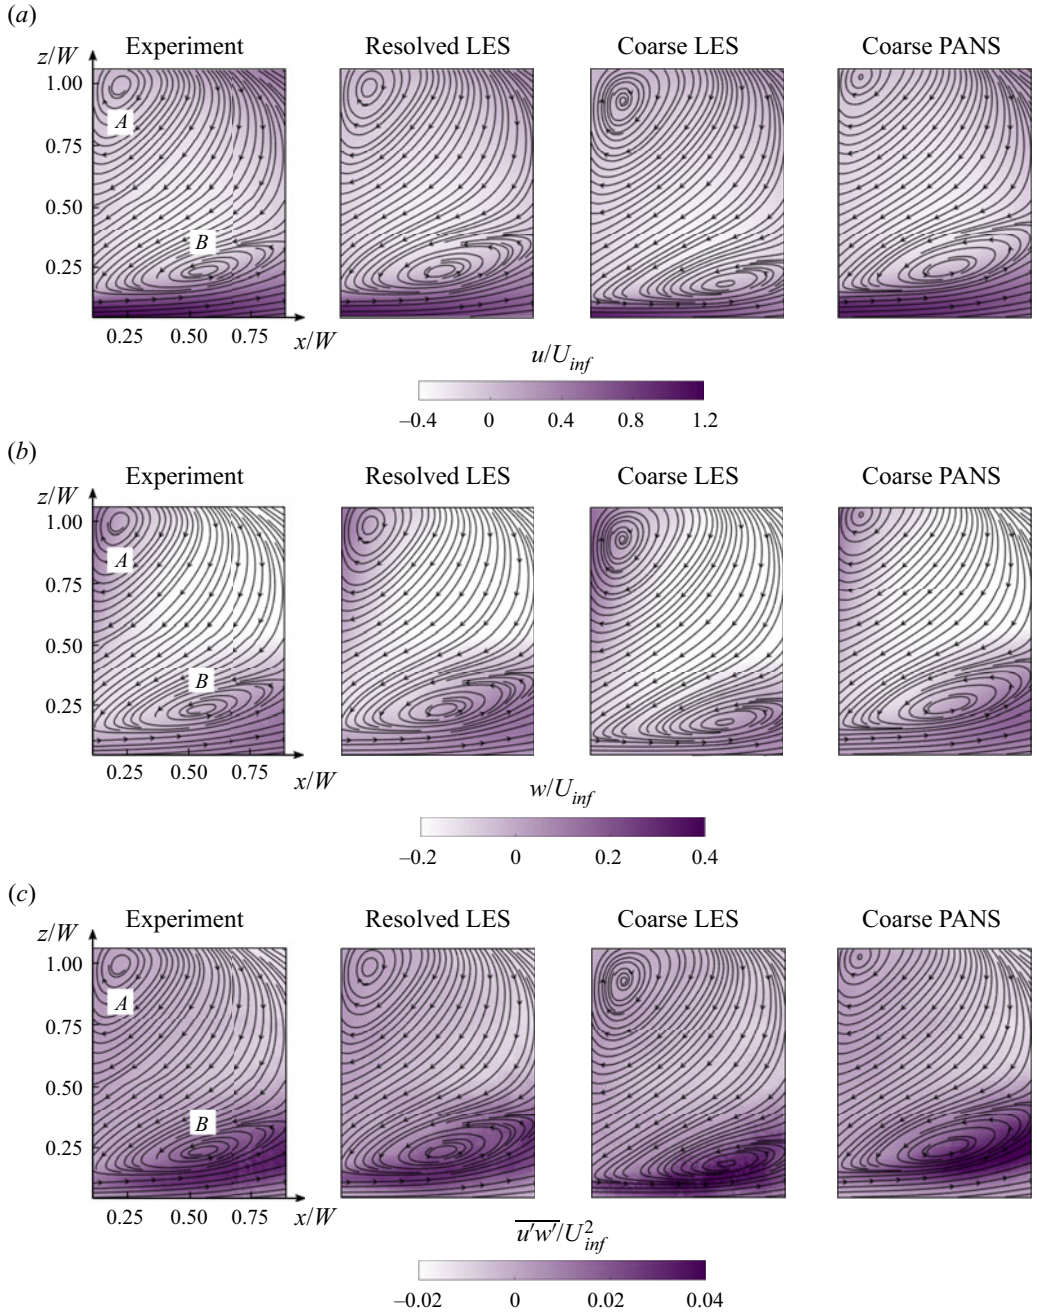 (a)
Experiment Resolved LES Coarse LES Coarse PANS
z/W
1.00
A
0.75
0.50
B
0.25
0.25 0.50 0.75 x/W
u/U_inf
−0.4 0 0.4 0.8 1.2
(b)
Experiment Resolved LES Coarse LES Coarse PANS
z/W
1.00
A
0.75
0.50
B
0.25
0.25 0.50 0.75 x/W
w/U_inf
−0.2 0 0.2 0.4
(c)
Experiment Resolved LES Coarse LES Coarse PANS
z/W
1.00
A
0.75
0.50
B
0.25
0.25 0.50 0.75 x/W
\overline{u′w′}/U²_inf
−0.02 0 0.02 0.04